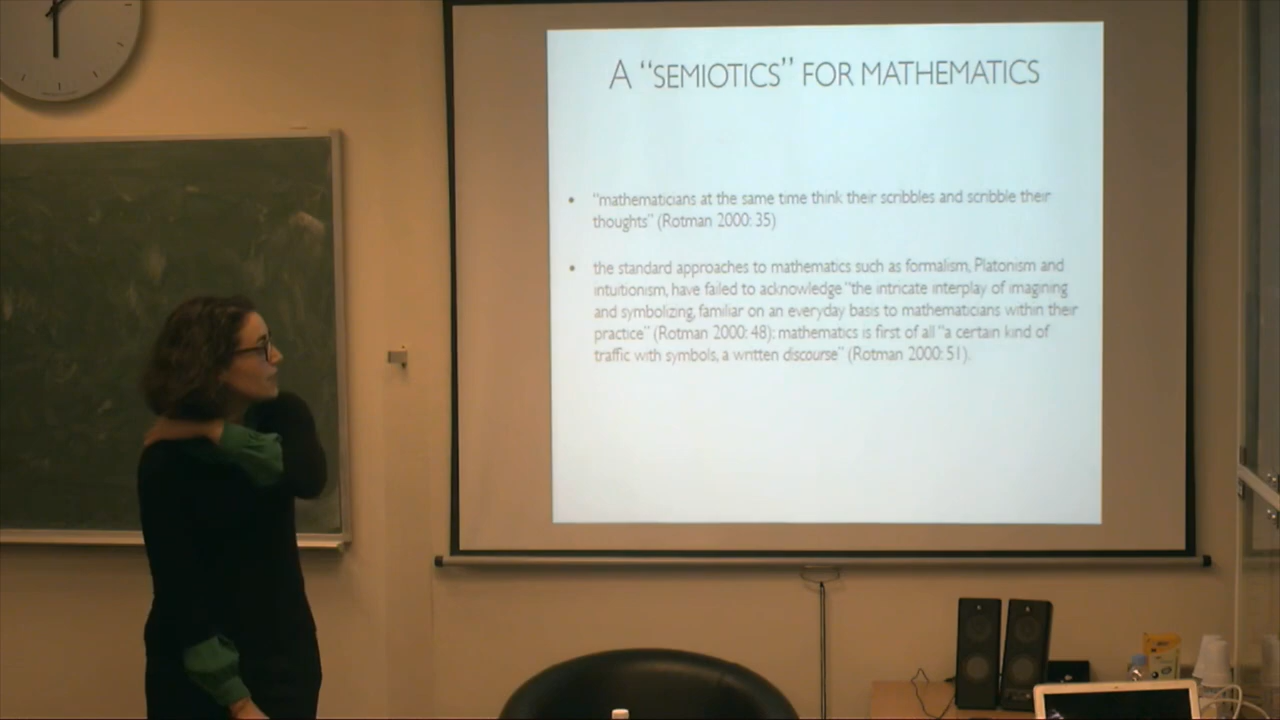 A “SEMIOTICS” FOR MATHEMATICS
• “mathematicians at the same time think their scribbles and scribble their
thoughts” (Rotman 2000: 35)
• the standard approaches to mathematics such as formalism, Platonism and
intuitionism, have failed to acknowledge “the intricate interplay of imagining
and symbolizing, familiar on an everyday basis to mathematicians within their
practice” (Rotman 2000: 48); mathematics is first of all “a certain kind of
traffic with symbols, a written discourse” (Rotman 2000: 51).